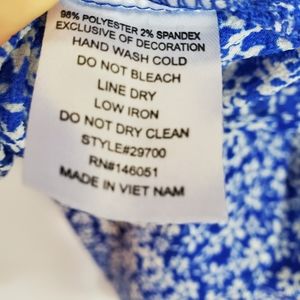 98% POLYESTER 2% SPANDEX
EXCLUSIVE OF DECORATION
HAND WASH COLD
DO NOT BLEACH
LINE DRY
LOW IRON
DO NOT DRY CLEAN
STYLE#29700
RN#146051
MADE IN VIET NAM